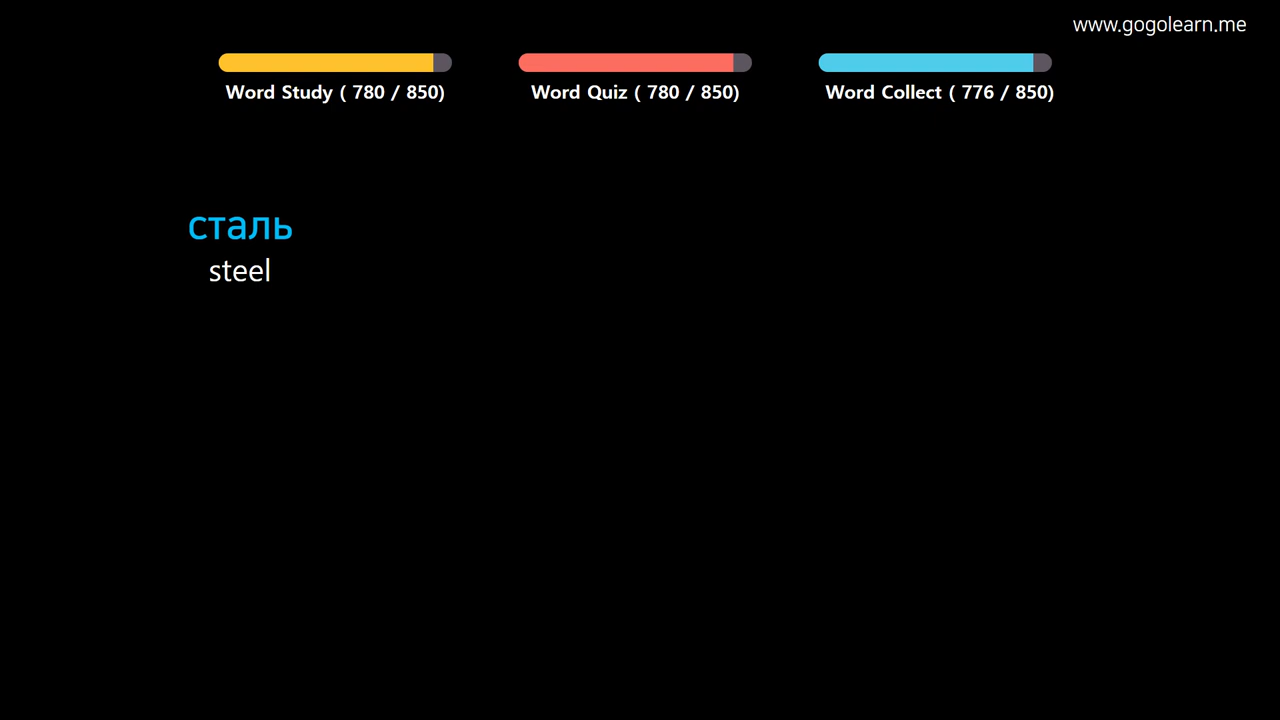 www.gogolearn.me
Word Study ( 780 / 850)
Word Quiz ( 780 / 850)
Word Collect ( 776 / 850)
сталь
steel